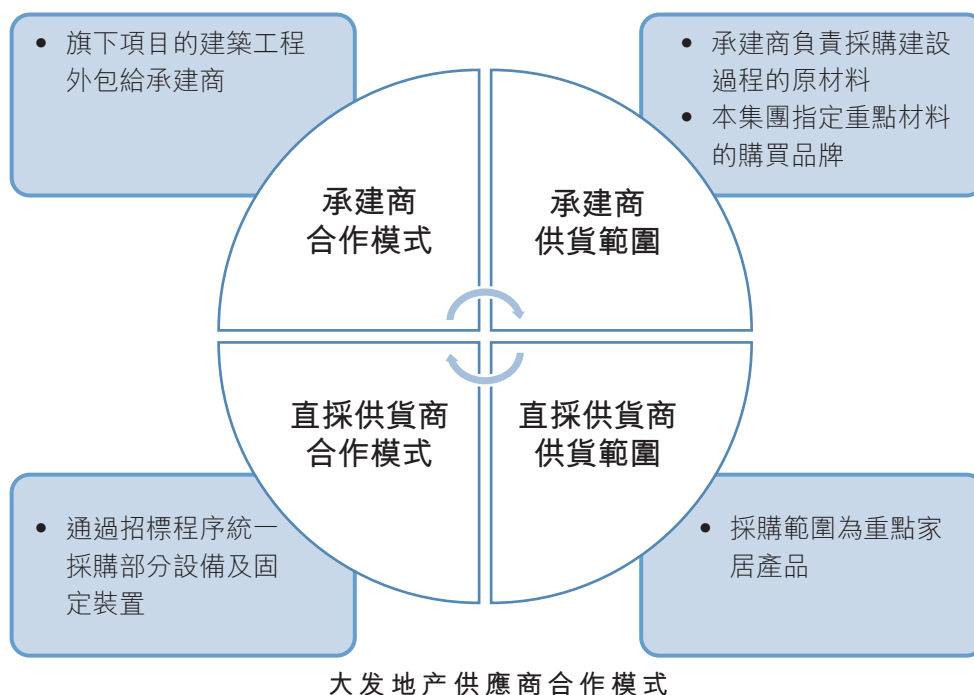 • 旗下項目的建築工程
外包給承建商
• 承建商負責採購建設
過程的原材料
• 本集團指定重點材料
的購買品牌
承建商
合作模式
承建商
供貨範圍
直採供貨商
合作模式
直採供貨商
供貨範圍
• 通過招標程序統一
採購部分設備及固
定裝置
• 採購範圍為重點家
居產品
大发地产供應商合作模式